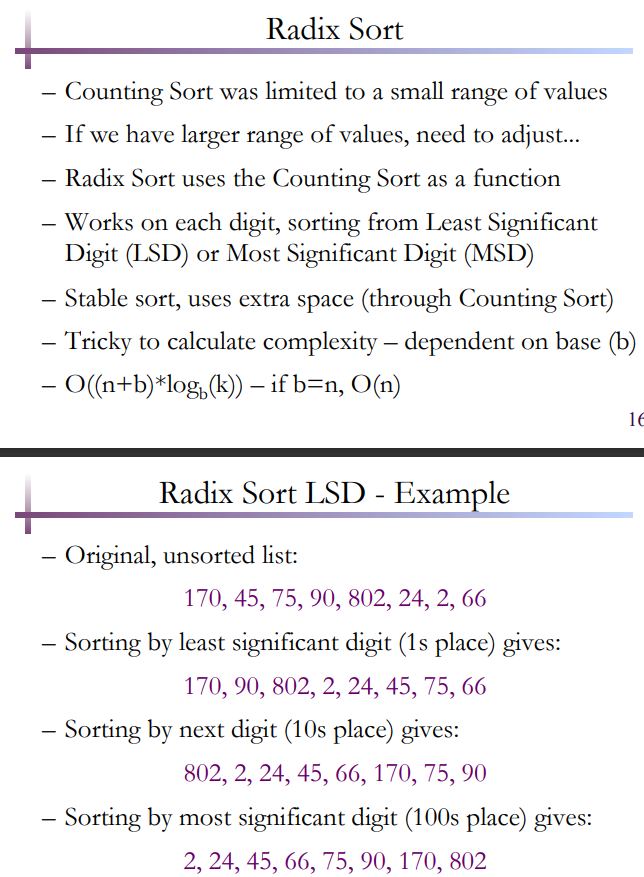 Radix Sort
– Counting Sort was limited to a small range of values
– If we have larger range of values, need to adjust...
– Radix Sort uses the Counting Sort as a function
– Works on each digit, sorting from Least Significant
Digit (LSD) or Most Significant Digit (MSD)
– Stable sort, uses extra space (through Counting Sort)
– Tricky to calculate complexity – dependent on base (b)
– O((n+b)*log_b(k)) – if b=n, O(n)
16
Radix Sort LSD - Example
– Original, unsorted list:
170, 45, 75, 90, 802, 24, 2, 66
– Sorting by least significant digit (1s place) gives:
170, 90, 802, 2, 24, 45, 75, 66
– Sorting by next digit (10s place) gives:
802, 2, 24, 45, 66, 170, 75, 90
– Sorting by most significant digit (100s place) gives:
2, 24, 45, 66, 75, 90, 170, 802